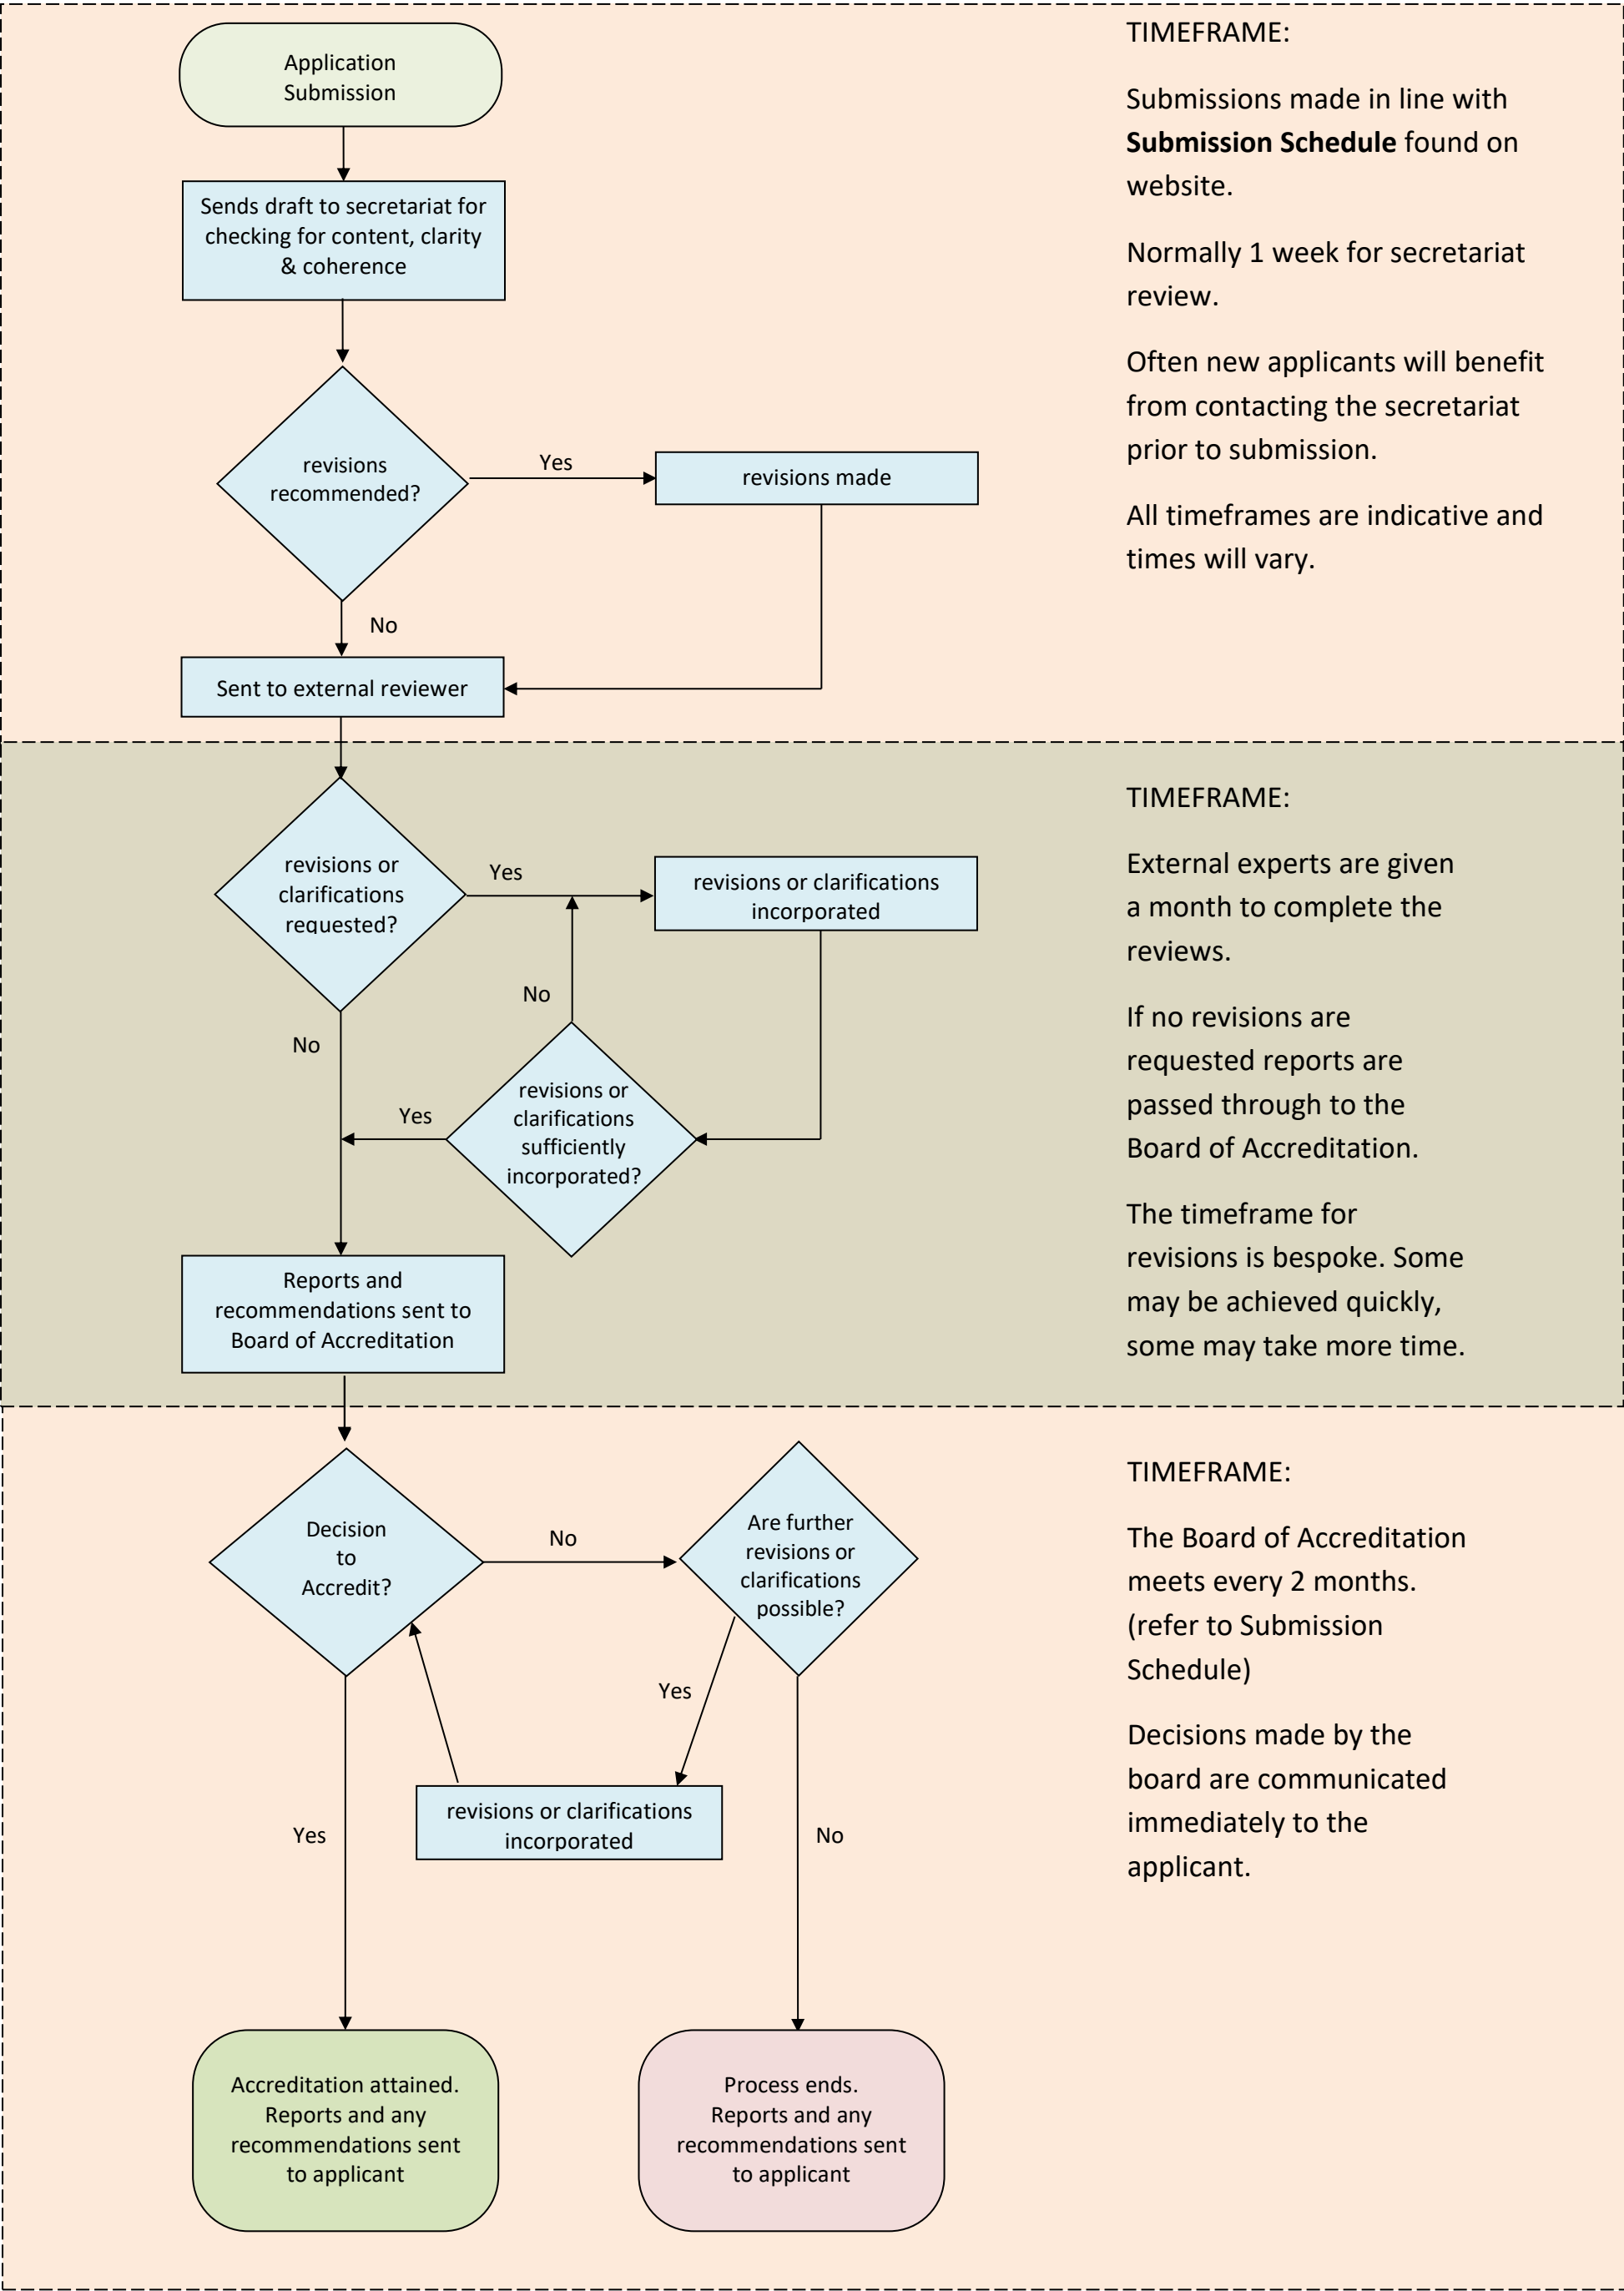 Application
Submission
Sends draft to secretariat for
checking for content, clarity
& coherence
revisions
recommended?
Yes
revisions made
No
Sent to external reviewer
TIMEFRAME:
Submissions made in line with
Submission Schedule found on
website.
Normally 1 week for secretariat
review.
Often new applicants will benefit
from contacting the secretariat
prior to submission.
All timeframes are indicative and
times will vary.
revisions or
clarifications
requested?
Yes
revisions or clarifications
incorporated
No
No
revisions or
clarifications
sufficiently
incorporated?
Yes
Reports and
recommendations sent to
Board of Accreditation
TIMEFRAME:
External experts are given
a month to complete the
reviews.
If no revisions are
requested reports are
passed through to the
Board of Accreditation.
The timeframe for
revisions is bespoke. Some
may be achieved quickly,
some may take more time.
Decision
to
Accredit?
No
Are further
revisions or
clarifications
possible?
Yes
revisions or clarifications
incorporated
Yes
No
Accreditation attained.
Reports and any
recommendations sent
to applicant
Process ends.
Reports and any
recommendations sent
to applicant
TIMEFRAME:
The Board of Accreditation
meets every 2 months.
(refer to Submission
Schedule)
Decisions made by the
board are communicated
immediately to the
applicant.